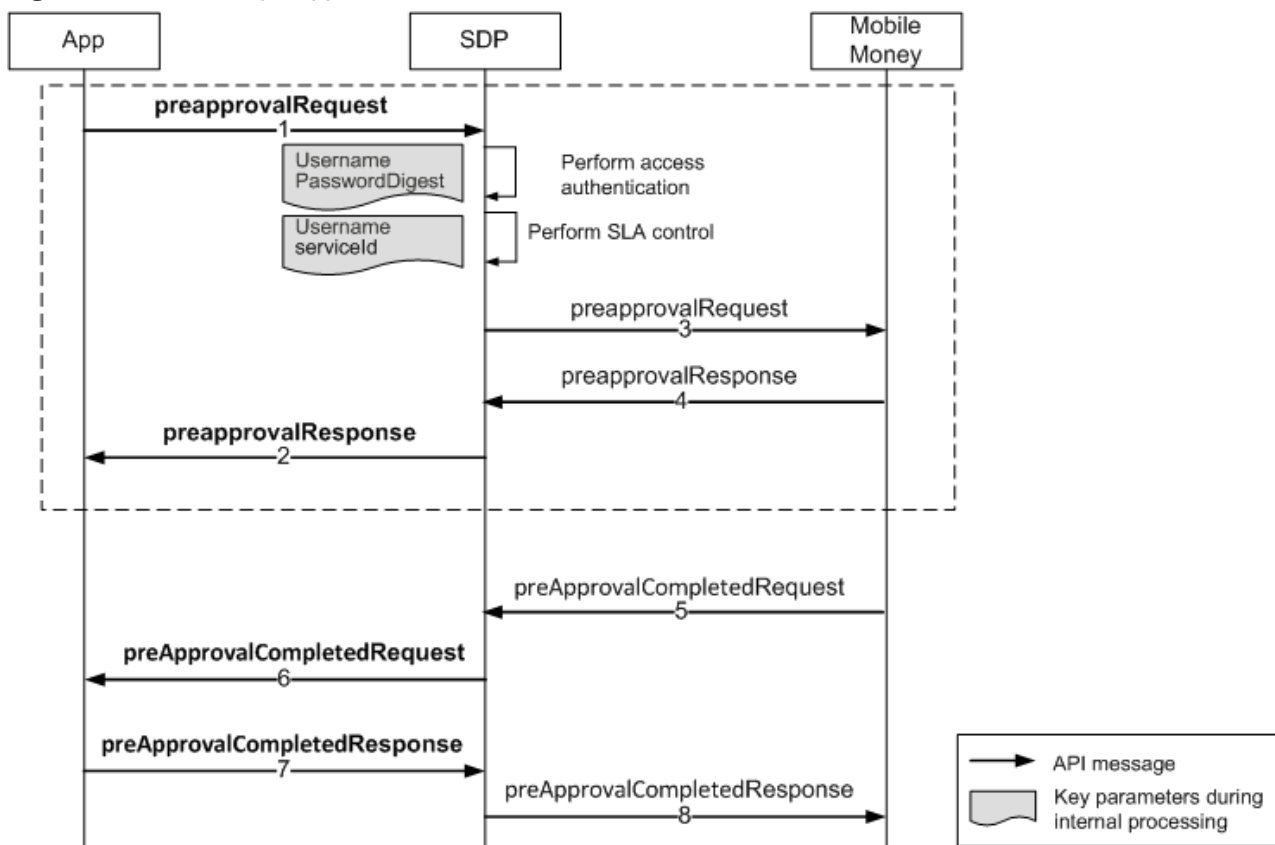 App
SDP
Mobile
Money
preapprovalRequest
1
Username
PasswordDigest
Perform access
authentication
Username
serviceId
Perform SLA control
preapprovalRequest
3
preapprovalResponse
4
preapprovalResponse
2
preApprovalCompletedRequest
5
preApprovalCompletedRequest
6
preApprovalCompletedResponse
7
preApprovalCompletedResponse
8
API message
Key parameters during
internal processing